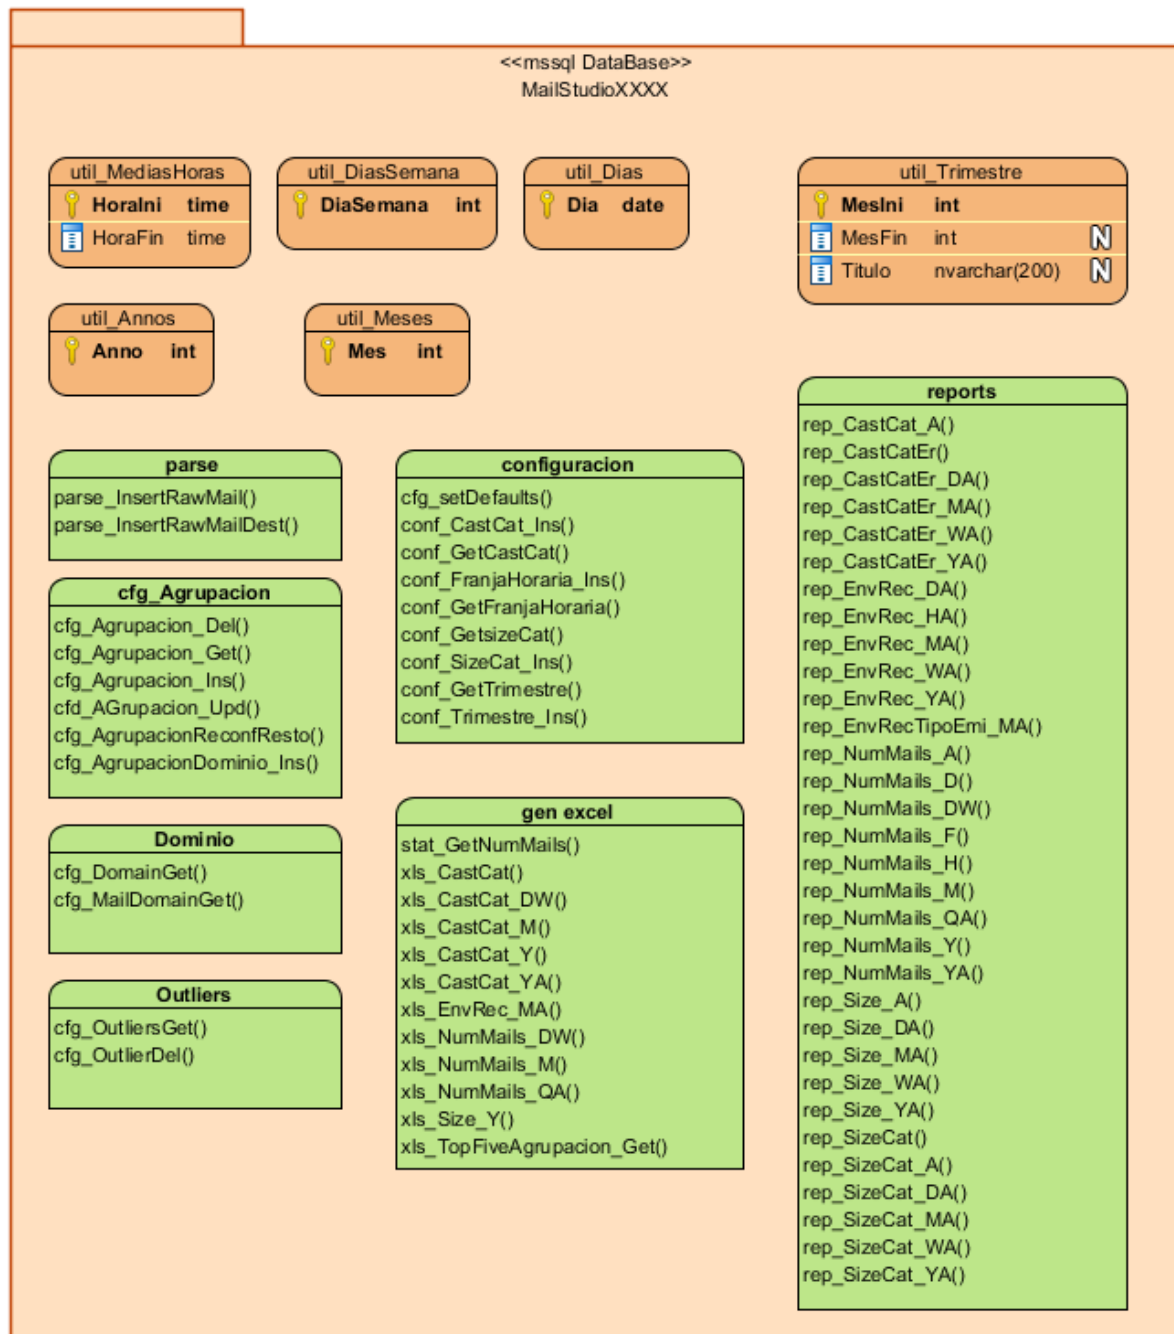 <<mssql DataBase>>
MailStudioXXXX
util_MediasHoras
HoraIni time
HoraFin time
util_DiasSemana
DiaSemana int
util_Dias
Dia date
util_Trimestre
MesIni int
MesFin int N
Titulo nvarchar(200) N
util_Annos
Anno int
util_Meses
Mes int
parse
parse_InsertRawMail()
parse_InsertRawMailDest()
cfg_Agrupacion
cfg_Agrupacion_Del()
cfg_Agrupacion_Get()
cfg_Agrupacion_Ins()
cfd_AGrupacion_Upd()
cfg_AgrupacionReconfResto()
cfg_AgrupacionDominio_Ins()
Dominio
cfg_DomainGet()
cfg_MailDomainGet()
Outliers
cfg_OutliersGet()
cfg_OutlierDel()
configuracion
cfg_setDefaults()
conf_CastCat_Ins()
conf_GetCastCat()
conf_FranjaHoraria_Ins()
conf_GetFranjaHoraria()
conf_GetsizeCat()
conf_SizeCat_Ins()
conf_GetTrimestre()
conf_Trimestre_Ins()
gen excel
stat_GetNumMails()
xls_CastCat()
xls_CastCat_DW()
xls_CastCat_M()
xls_CastCat_Y()
xls_CastCat_YA()
xls_EnvRec_MA()
xls_NumMails_DW()
xls_NumMails_M()
xls_NumMails_QA()
xls_Size_Y()
xls_TopFiveAgrupacion_Get()
reports
rep_CastCat_A()
rep_CastCatEr()
rep_CastCatEr_DA()
rep_CastCatEr_MA()
rep_CastCatEr_WA()
rep_CastCatEr_YA()
rep_EnvRec_DA()
rep_EnvRec_HA()
rep_EnvRec_MA()
rep_EnvRec_WA()
rep_EnvRec_YA()
rep_EnvRecTipoEmi_MA()
rep_NumMails_A()
rep_NumMails_D()
rep_NumMails_DW()
rep_NumMails_F()
rep_NumMails_H()
rep_NumMails_M()
rep_NumMails_QA()
rep_NumMails_Y()
rep_NumMails_YA()
rep_Size_A()
rep_Size_DA()
rep_Size_MA()
rep_Size_WA()
rep_Size_YA()
rep_SizeCat()
rep_SizeCat_A()
rep_SizeCat_DA()
rep_SizeCat_MA()
rep_SizeCat_WA()
rep_SizeCat_YA()